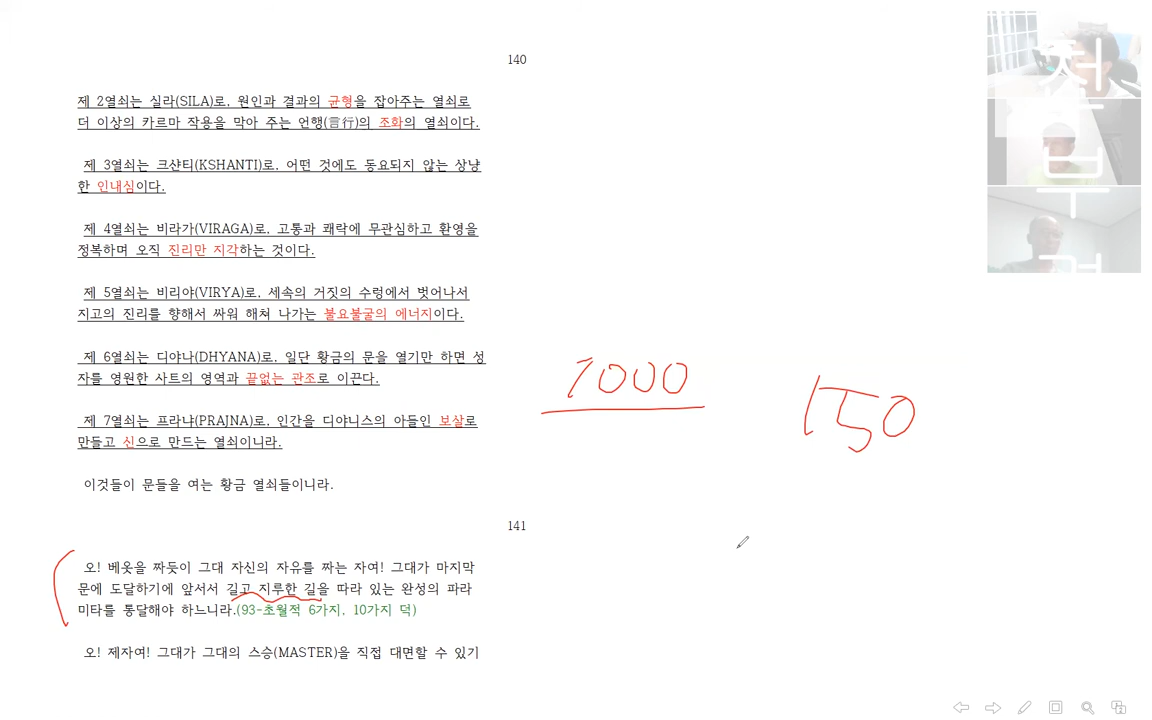 140
제 2열쇠는 실라(SILA)로, 원인과 결과의 균형을 잡아주는 열쇠로
더 이상의 카르마 작용을 막아 주는 언행(言行)의 조화의 열쇠이다.
제 3열쇠는 크샨티(KSHANTI)로, 어떤 것에도 동요되지 않는 상냥
한 인내심이다.
제 4열쇠는 비라가(VIRAGA)로, 고통과 쾌락에 무관심하고 환영을
정복하며 오직 진리만 지각하는 것이다.
제 5열쇠는 비리야(VIRYA)로, 세속의 거짓의 수렁에서 벗어나서
지고의 진리를 향해서 싸워 해쳐 나가는 불요불굴의 에너지이다.
제 6열쇠는 디야나(DHYANA)로, 일단 황금의 문을 열기만 하면 성
자를 영원한 사트의 영역과 끝없는 관조로 이끈다.
제 7열쇠는 프라냐(PRAJNA)로, 인간을 디야니스의 아들인 보살로
만들고 신으로 만드는 열쇠이니라.
이것들이 문들을 여는 황금 열쇠들이니라.
1000
150
141
오! 베옷을 짜듯이 그대 자신의 자유를 짜는 자여! 그대가 마지막
문에 도달하기에 앞서서 길고 지루한 길을 따라 있는 완성의 파라
미타를 통달해야 하느니라.(93-초월적 6가지, 10가지 덕)
오! 제자여! 그대가 그대의 스승(MASTER)을 직접 대면할 수 있기